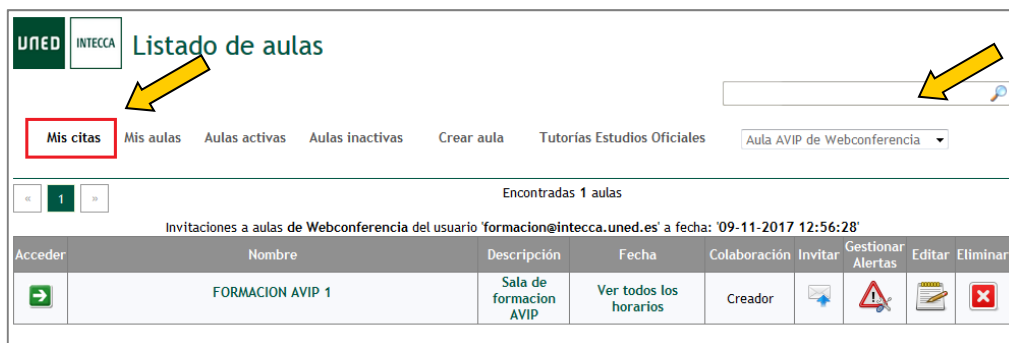 UNED INTECCA Listado de aulas
Mis citas Mis aulas Aulas activas Aulas inactivas Crear aula Tutorías Estudios Oficiales Aula AVIP de Webconferencia
« 1 » Encontradas 1 aulas
Invitaciones a aulas de Webconferencia del usuario 'formacion@intecca.uned.es' a fecha: '09-11-2017 12:56:28'
Acceder Nombre Descripción Fecha Colaboración Invitar Gestionar Alertas Editar Eliminar
FORMACION AVIP 1 Sala de formacion AVIP Ver todos los horarios Creador